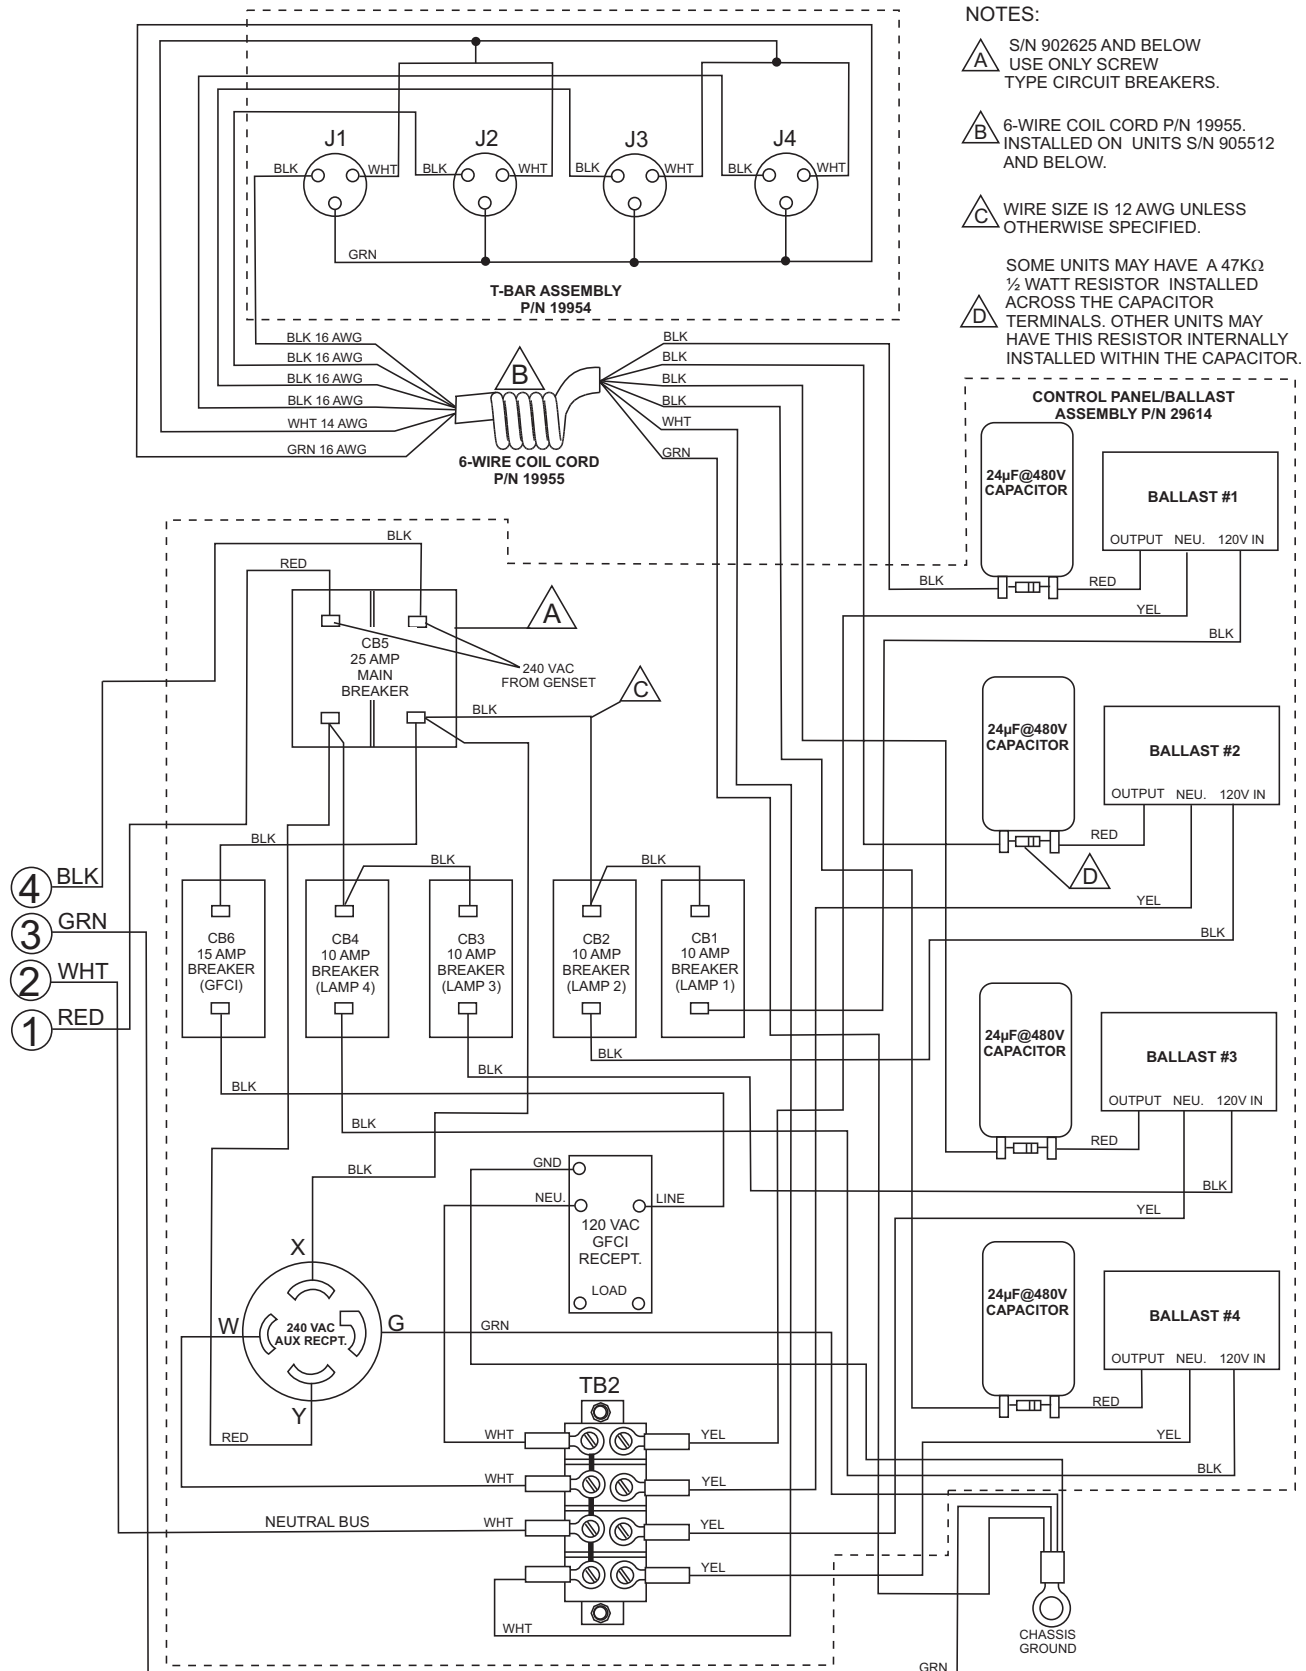 NOTES:
A
S/N 902625 AND BELOW
USE ONLY SCREW
TYPE CIRCUIT BREAKERS.
B
6-WIRE COIL CORD P/N 19955.
INSTALLED ON UNITS S/N 905512
AND BELOW.
C
WIRE SIZE IS 12 AWG UNLESS
OTHERWISE SPECIFIED.
D
SOME UNITS MAY HAVE A 47KΩ
½ WATT RESISTOR INSTALLED
ACROSS THE CAPACITOR
TERMINALS. OTHER UNITS MAY
HAVE THIS RESISTOR INTERNALLY
INSTALLED WITHIN THE CAPACITOR.
J1
J2
J3
J4
BLK
WHT
BLK
WHT
BLK
WHT
BLK
WHT
GRN
T-BAR ASSEMBLY
P/N 19954
BLK 16 AWG
BLK 16 AWG
BLK 16 AWG
BLK 16 AWG
WHT 14 AWG
GRN 16 AWG
B
6-WIRE COIL CORD
P/N 19955
BLK
BLK
BLK
BLK
WHT
GRN
CONTROL PANEL/BALLAST
ASSEMBLY P/N 29614
24µF@480V
CAPACITOR
BALLAST #1
OUTPUT NEU. 120V IN
BLK
RED
YEL
BLK
BLK
RED
A
CB5
25 AMP
MAIN
BREAKER
240 VAC
FROM GENSET
C
BLK
24µF@480V
CAPACITOR
BALLAST #2
OUTPUT NEU. 120V IN
RED
D
YEL
BLK
BLK
BLK
BLK
4 BLK
3 GRN
2 WHT
1 RED
CB6
15 AMP
BREAKER
(GFCI)
CB4
10 AMP
BREAKER
(LAMP 4)
CB3
10 AMP
BREAKER
(LAMP 3)
CB2
10 AMP
BREAKER
(LAMP 2)
CB1
10 AMP
BREAKER
(LAMP 1)
BLK
BLK
BLK
BLK
24µF@480V
CAPACITOR
BALLAST #3
OUTPUT NEU. 120V IN
RED
BLK
YEL
GND
NEU.
LINE
120 VAC
GFCI
RECEPT.
LOAD
BLK
X
W
G
Y
240 VAC
AUX RECPT.
GRN
RED
24µF@480V
CAPACITOR
BALLAST #4
OUTPUT NEU. 120V IN
RED
YEL
BLK
TB2
WHT
YEL
WHT
YEL
NEUTRAL BUS
WHT
YEL
YEL
WHT
CHASSIS
GROUND
GRN